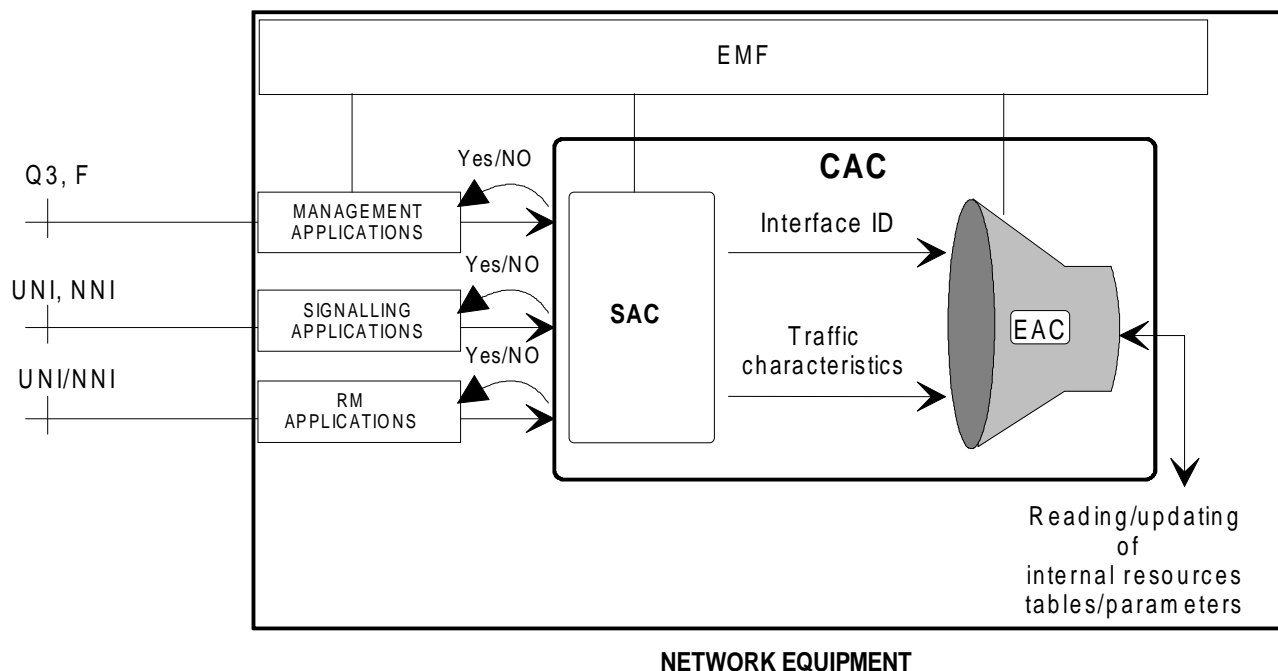 EMF
Q3, F
Yes/NO
CAC
MANAGEMENT
APPLICATIONS
Interface ID
UNI, NNI
Yes/NO
SIGNALLING
APPLICATIONS
SAC
EAC
Traffic
characteristics
UNI/NNI
Yes/NO
RM
APPLICATIONS
Reading/updating
of
internal resources
tables/parameters
NETWORK EQUIPMENT